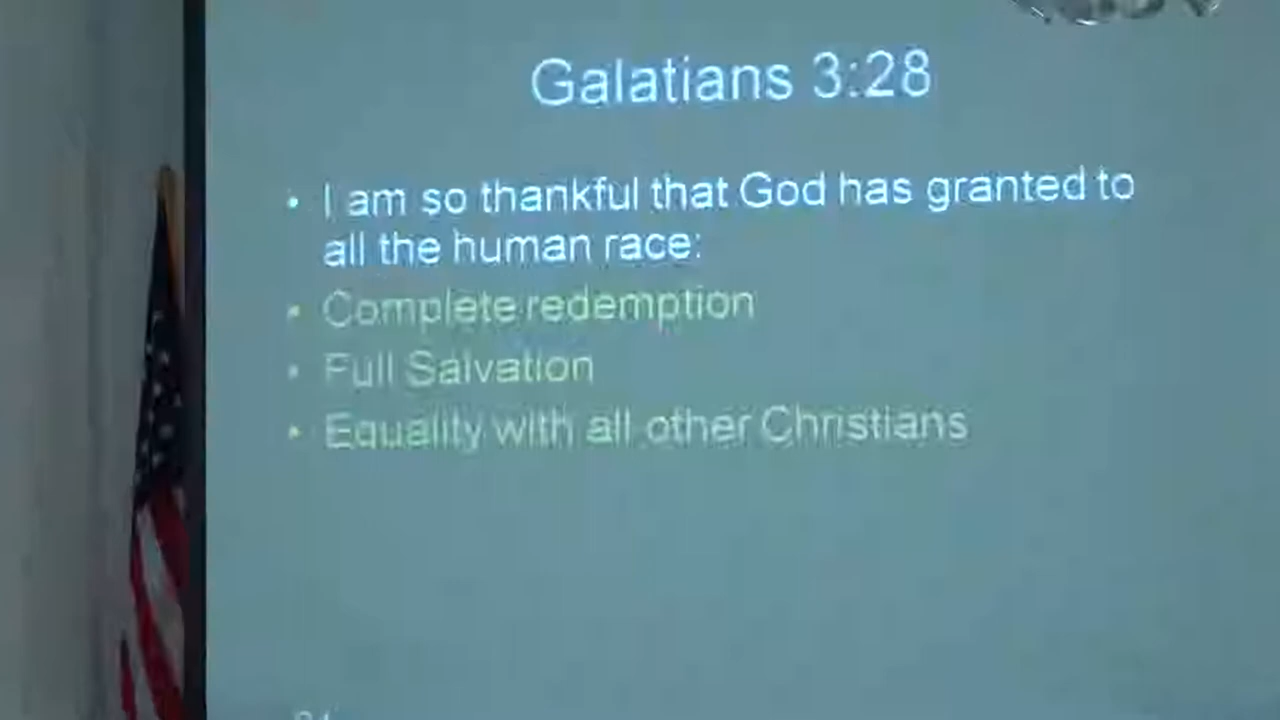 Galatians 3:28
• I am so thankful that God has granted to
all the human race:
• Complete redemption
• Full Salvation
• Equality with all other Christians